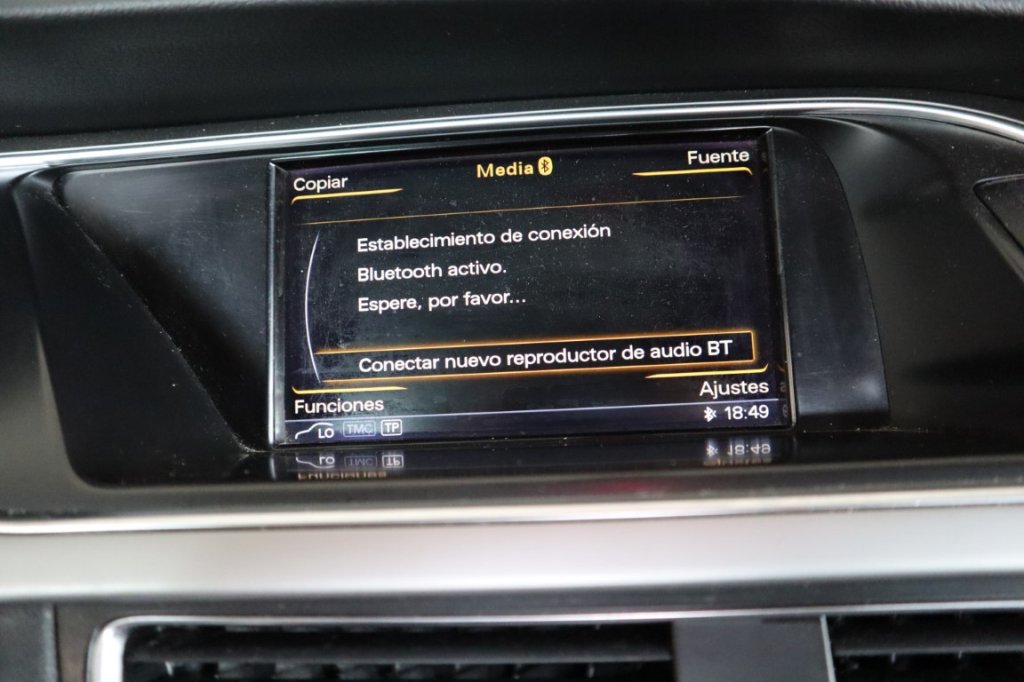 Copiar
Media
Fuente
Establecimiento de conexión
Bluetooth activo.
Espere, por favor...
Conectar nuevo reproductor de audio BT
Funciones
Ajustes
LO TMC TP
18:49